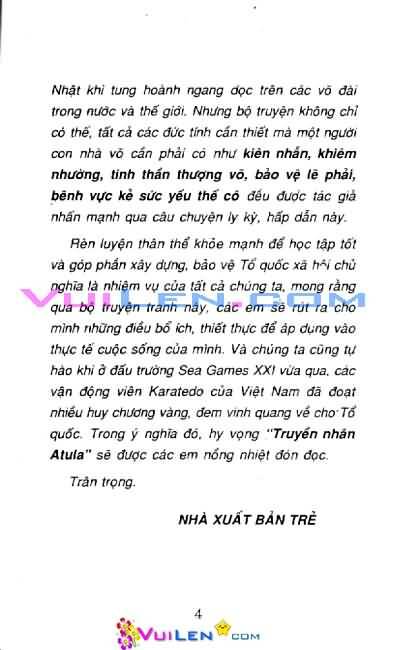 Nhật khi tung hoành ngang dọc trên các võ đài
trong nước và thế giới. Nhưng bộ truyện không chỉ
có thế, tất cả các đức tính cần thiết mà một người
con nhà võ cần phải có như kiên nhẫn, khiêm
nhường, tinh thần thượng võ, bảo vệ lẽ phải,
bênh vực kẻ sức yếu thế cô đều được tác giả
nhấn mạnh qua câu chuyện ly kỳ, hấp dẫn này.
Rèn luyện thân thể khỏe mạnh để học tập tốt
và góp phần xây dựng, bảo vệ Tổ quốc xã hội chủ
nghĩa là nhiệm vụ của tất cả chúng ta, mong rằng
qua bộ truyện tranh này, các em sẽ rút ra cho
mình những điều bổ ích, thiết thực để áp dụng vào
thực tế cuộc sống của mình. Và chúng ta cũng tự
hào khi ở đấu trường Sea Games XXI vừa qua, các
vận động viên Karatedo của Việt Nam đã đoạt
nhiều huy chương vàng, đem vinh quang về cho Tổ
quốc. Trong ý nghĩa đó, hy vọng "Truyền nhân
Atula" sẽ được các em nồng nhiệt đón đọc.
Trân trọng.
NHÀ XUẤT BẢN TRẺ
4
VUILEN.COM
VUILEN.COM